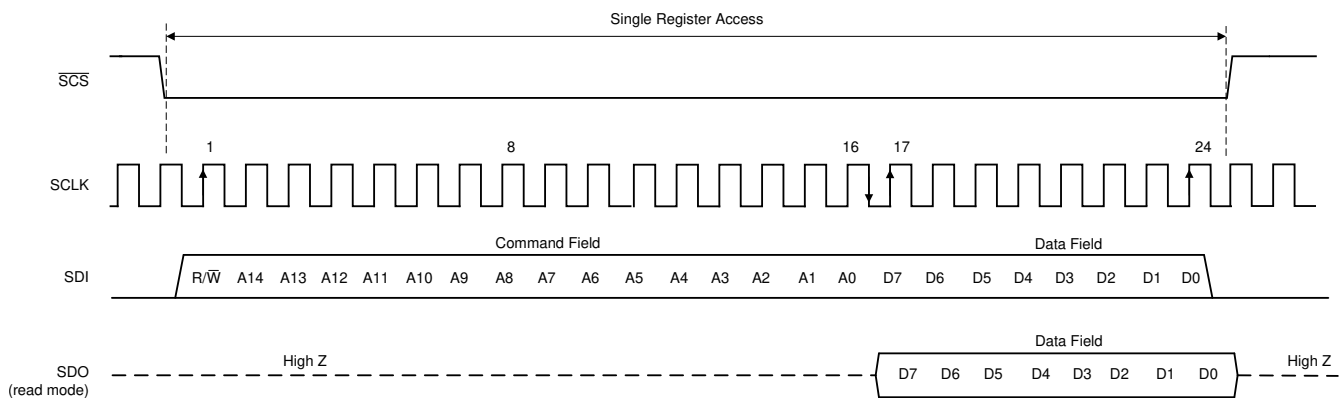 Single Register Access
SCS
1 8 16 17 24
SCLK
Command Field Data Field
SDI R/W A14 A13 A12 A11 A10 A9 A8 A7 A6 A5 A4 A3 A2 A1 A0 D7 D6 D5 D4 D3 D2 D1 D0
Data Field
High Z High Z
SDO D7 D6 D5 D4 D3 D2 D1 D0
(read mode)